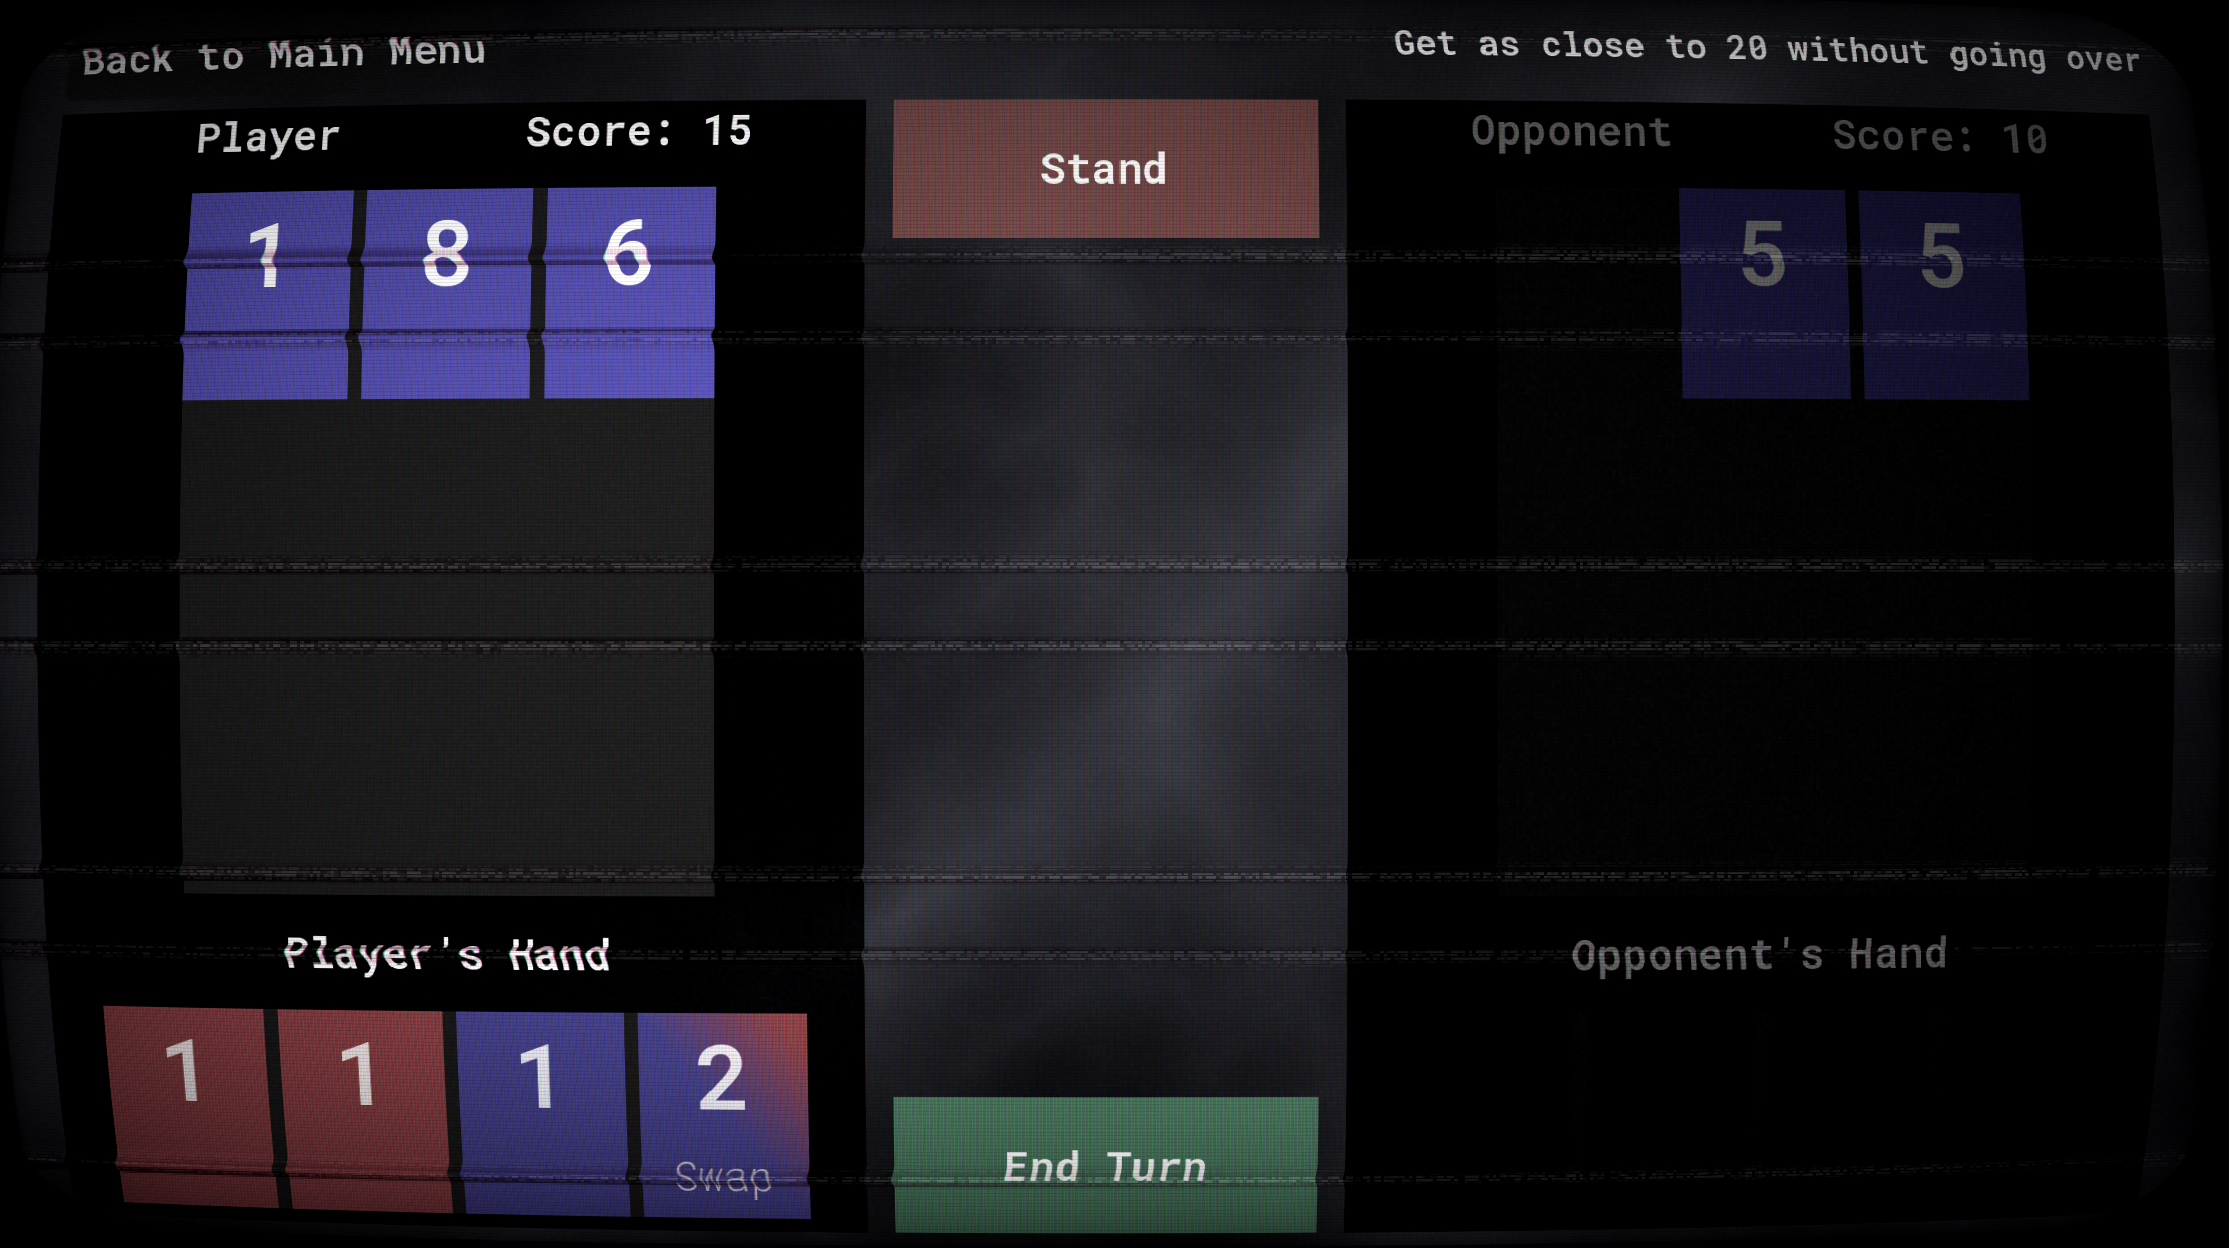 Back to Main Menu
Get as close to 20 without going over
Player Score: 15
1 8 6
Stand
Opponent Score: 10
5 5
Player's Hand
1 1 1 2
Swap
Opponent's Hand
End Turn